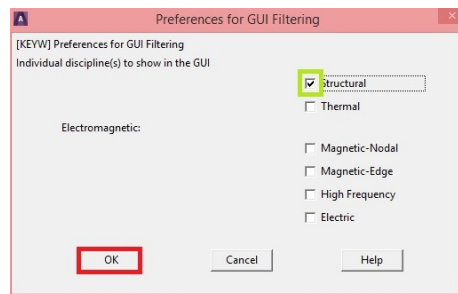 Preferences for GUI Filtering
[KEYW] Preferences for GUI Filtering
Individual discipline(s) to show in the GUI
Structural
Thermal
Electromagnetic:
Magnetic-Nodal
Magnetic-Edge
High Frequency
Electric
OK Cancel Help